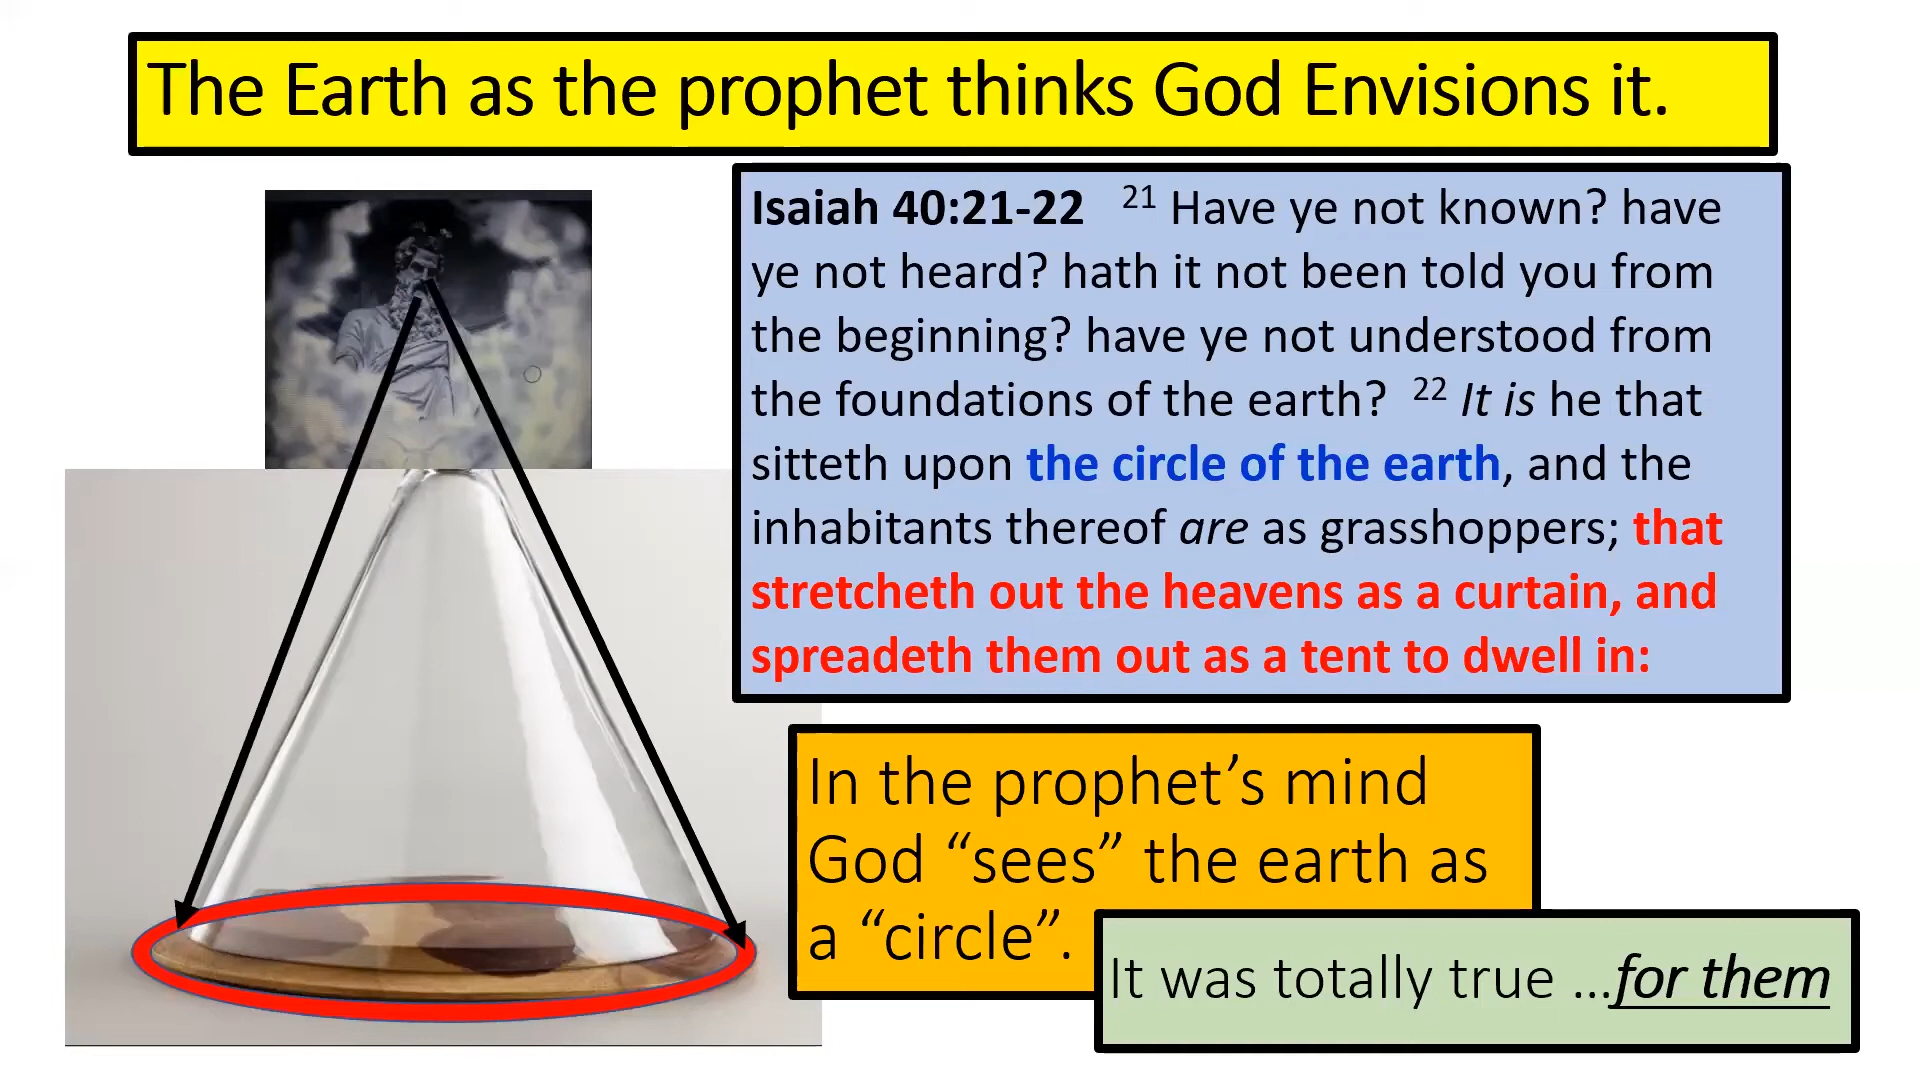 The Earth as the prophet thinks God Envisions it.
Isaiah 40:21-22 21 Have ye not known? have
ye not heard? hath it not been told you from
the beginning? have ye not understood from
the foundations of the earth? 22 It is he that
sitteth upon the circle of the earth, and the
inhabitants thereof are as grasshoppers; that
stretcheth out the heavens as a curtain, and
spreadeth them out as a tent to dwell in:
In the prophet’s mind
God “sees” the earth as
a “circle”.
It was totally true ...for them